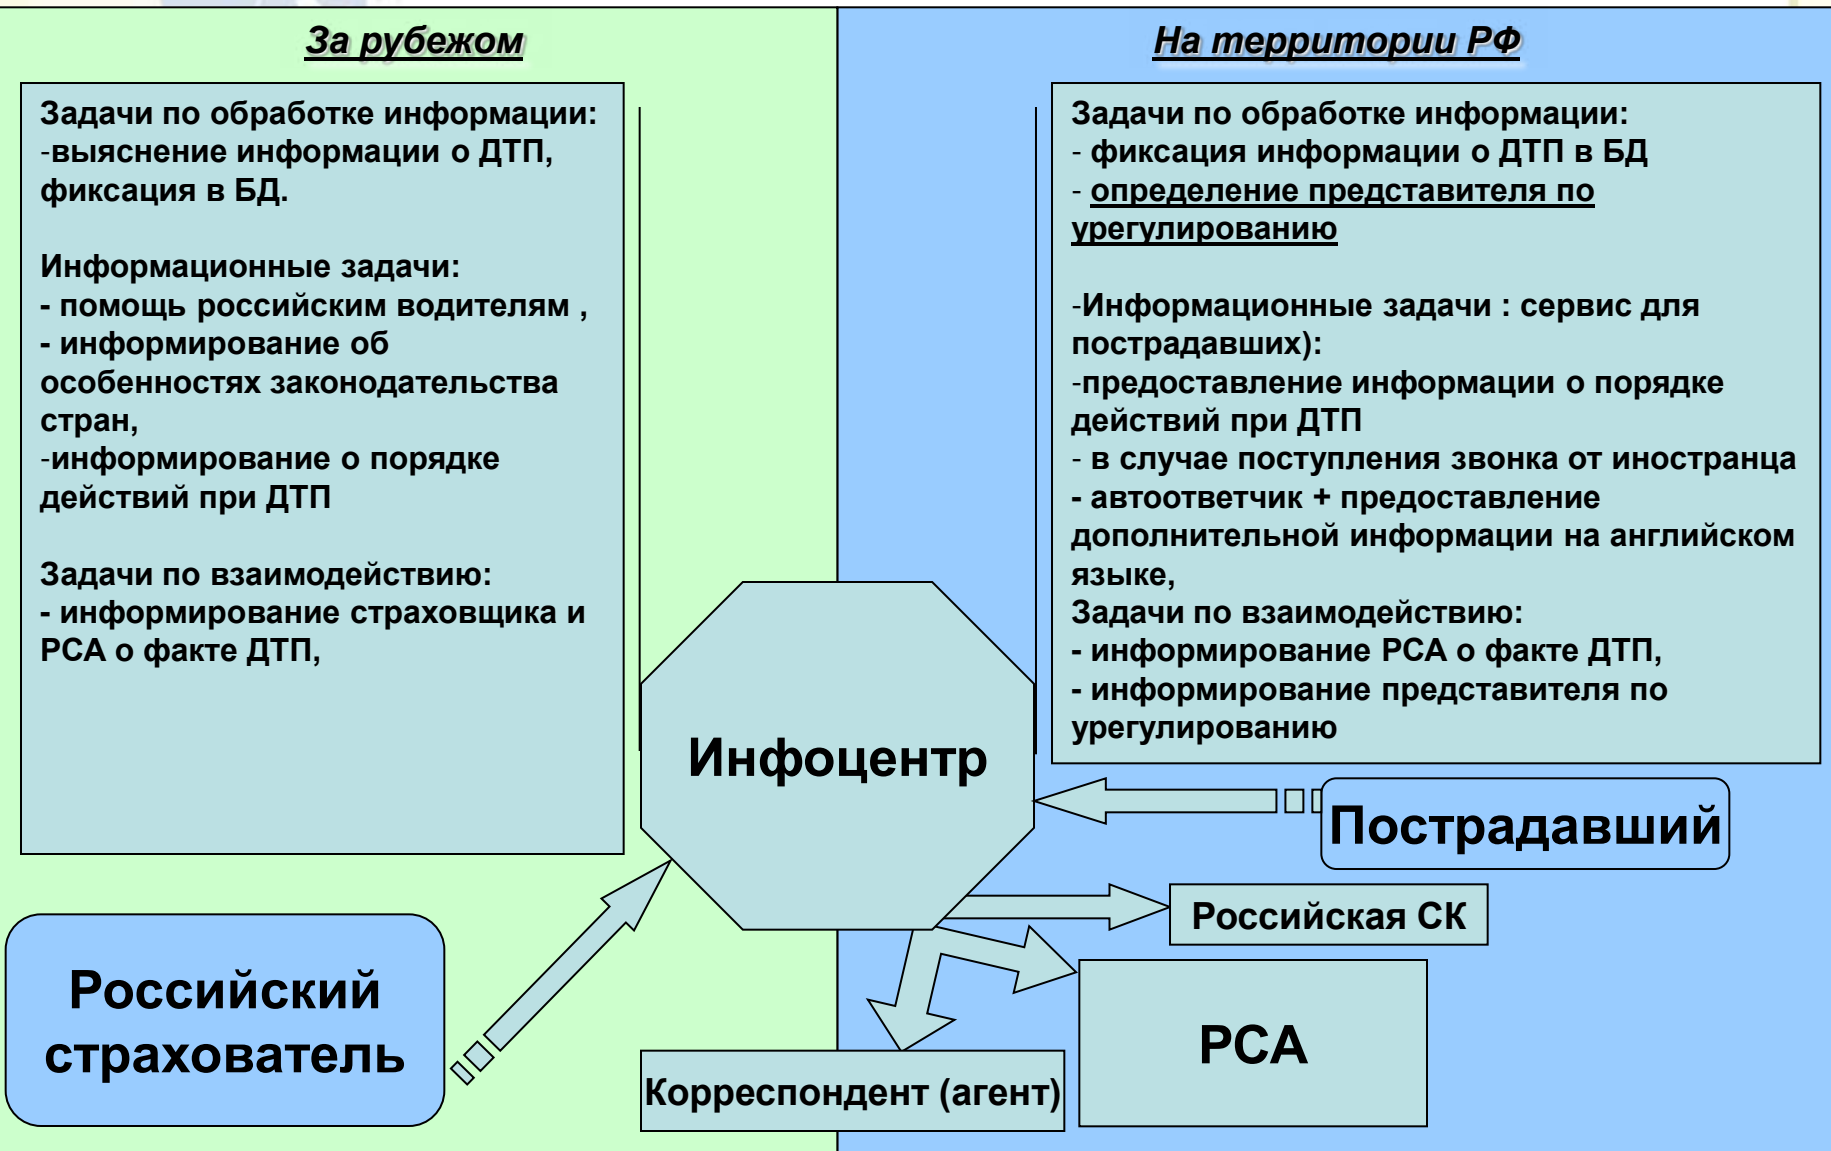 За рубежом
Задачи по обработке информации:
-выяснение информации о ДТП,
фиксация в БД.
Информационные задачи:
- помощь российским водителям ,
- информирование об
особенностях законодательства
стран,
-информирование о порядке
действий при ДТП
Задачи по взаимодействию:
- информирование страховщика и
РСА о факте ДТП,
На территории РФ
Задачи по обработке информации:
- фиксация информации о ДТП в БД
- определение представителя по
урегулированию
-Информационные задачи : сервис для
пострадавших):
-предоставление информации о порядке
действий при ДТП
- в случае поступления звонка от иностранца
- автоответчик + предоставление
дополнительной информации на английском
языке,
Задачи по взаимодействию:
- информирование РСА о факте ДТП,
- информирование представителя по
урегулированию
Инфоцентр
Пострадавший
Российская СК
Российский
страхователь
РСА
Корреспондент (агент)